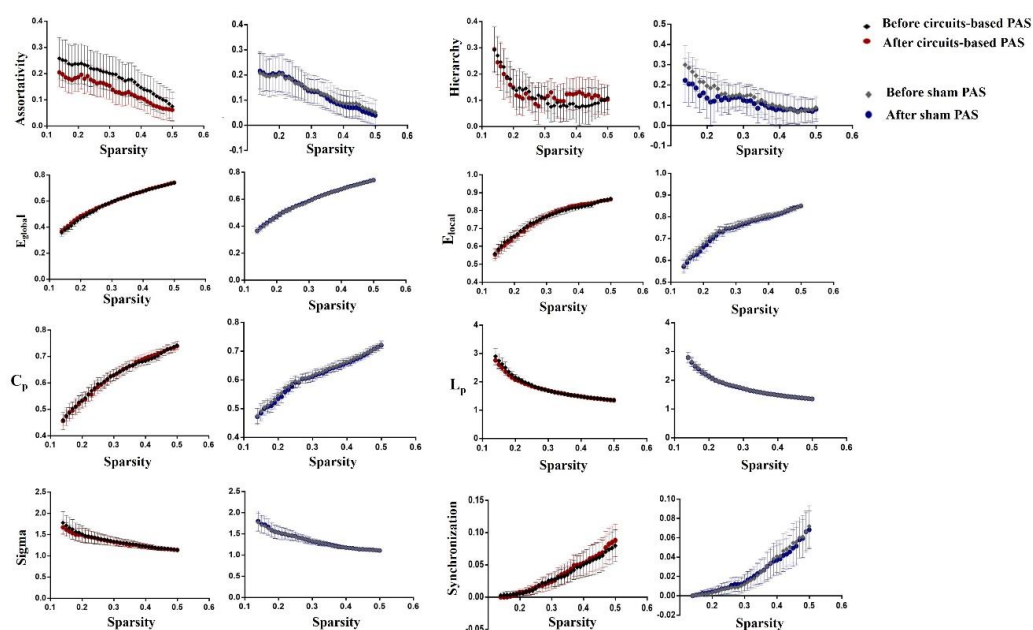 Before circuits-based PAS
After circuits-based PAS
Before sham PAS
After sham PAS
Assortativity
0.4
0.3
0.2
0.1
0.0
0.1 0.2 0.3 0.4 0.5 0.6
Sparsity
0.4
0.3
0.2
0.1
0.0
-0.1
0.1 0.2 0.3 0.4 0.5 0.6
Sparsity
Hierarchy
0.4
0.3
0.2
0.1
0.0
0.1 0.2 0.3 0.4 0.5 0.6
Sparsity
0.5
0.4
0.3
0.2
0.1
0.0
-0.1
0.1 0.2 0.3 0.4 0.5 0.6
Sparsity
Eglobal
0.8
0.6
0.4
0.2
0.0
0.1 0.2 0.3 0.4 0.5 0.6
Sparsity
0.8
0.6
0.4
0.2
0.0
0.1 0.2 0.3 0.4 0.5 0.6
Sparsity
Elocal
1.0
0.9
0.8
0.7
0.6
0.5
0.4
0.1 0.2 0.3 0.4 0.5 0.6
Sparsity
1.0
0.9
0.8
0.7
0.6
0.5
0.1 0.2 0.3 0.4 0.5 0.6
Sparsity
Cp
0.8
0.7
0.6
0.5
0.4
0.1 0.2 0.3 0.4 0.5 0.6
Sparsity
0.8
0.7
0.6
0.5
0.4
0.1 0.2 0.3 0.4 0.5 0.6
Sparsity
Lp
4
3
2
1
0
0.1 0.2 0.3 0.4 0.5 0.6
Sparsity
4
3
2
1
0
0.1 0.2 0.3 0.4 0.5 0.6
Sparsity
Sigma
2.5
2.0
1.5
1.0
0.5
0.0
0.1 0.2 0.3 0.4 0.5 0.6
Sparsity
2.5
2.0
1.5
1.0
0.5
0.0
0.1 0.2 0.3 0.4 0.5 0.6
Sparsity
Synchronization
0.15
0.10
0.05
0.00
-0.05
0.2 0.3 0.4 0.5 0.6
Sparsity
0.10
0.08
0.06
0.04
0.02
0.00
-0.02
0.2 0.3 0.4 0.5 0.6
Sparsity